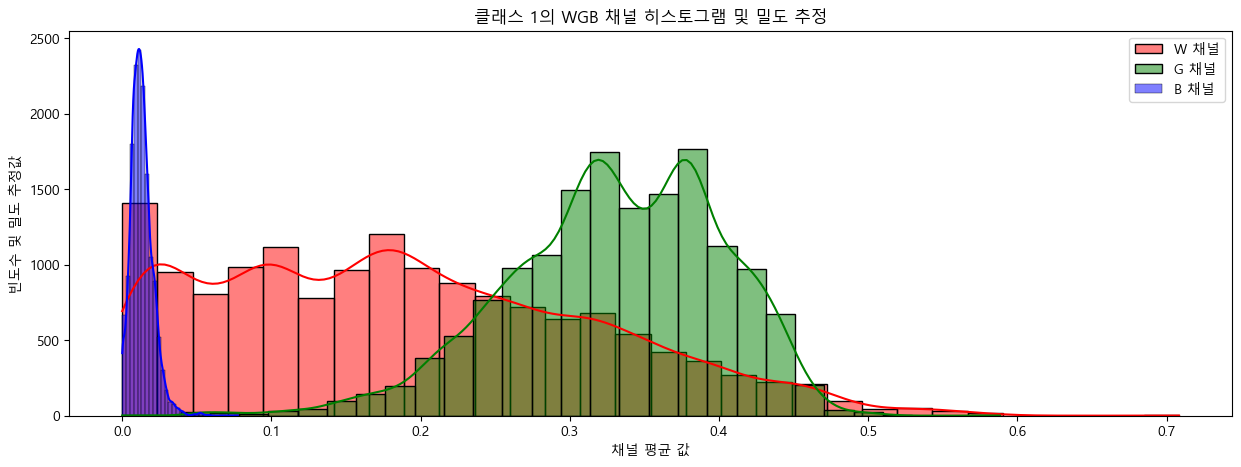 클래스 1의 WGB 채널 히스토그램 및 밀도 추정
W 채널
G 채널
B 채널
빈도수 및 밀도 추정값
2500
2000
1500
1000
500
0
0.0 0.1 0.2 0.3 0.4 0.5 0.6 0.7
채널 평균 값